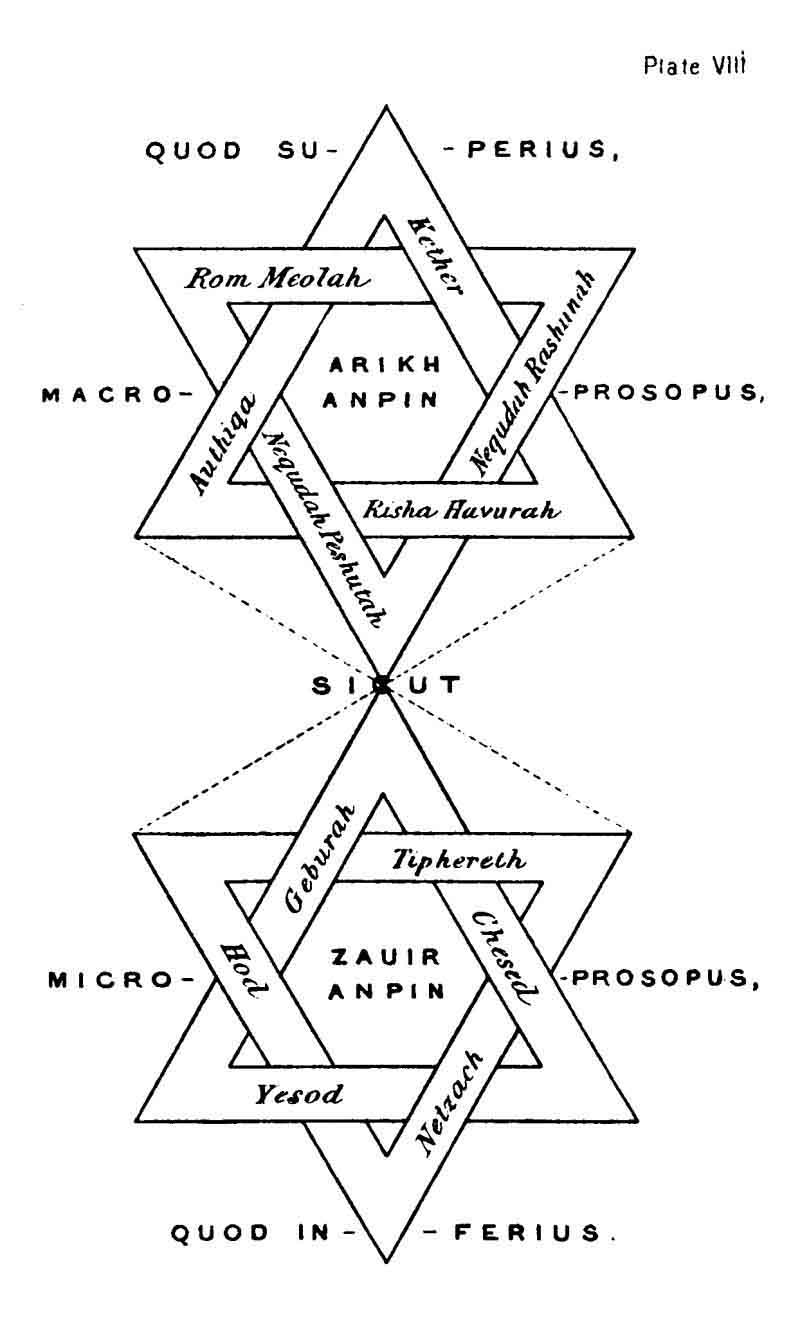 Plate VIII
QUOD SU- -PERIUS,
Kether
Rom Meolah
Nequdah Rashunah
ARIKH
ANPIN
MACRO- -PROSOPUS,
Authiqa
Nequdah Peshutah
Risha Havurah
SICUT
Geburah
Tiphereth
Chesed
Hod
ZAUIR
ANPIN
MICRO- -PROSOPUS,
Netzach
Yesod
QUOD IN- -FERIUS.